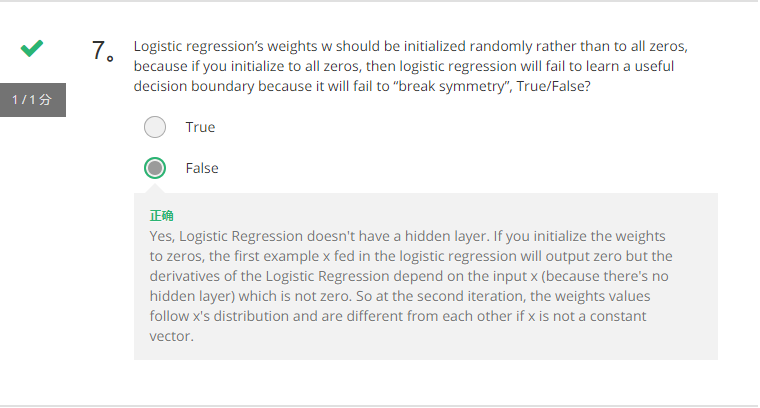 7。
Logistic regression’s weights w should be initialized randomly rather than to all zeros,
because if you initialize to all zeros, then logistic regression will fail to learn a useful
decision boundary because it will fail to “break symmetry”, True/False?
1 / 1 分
True
False
正确
Yes, Logistic Regression doesn't have a hidden layer. If you initialize the weights
to zeros, the first example x fed in the logistic regression will output zero but the
derivatives of the Logistic Regression depend on the input x (because there's no
hidden layer) which is not zero. So at the second iteration, the weights values
follow x's distribution and are different from each other if x is not a constant
vector.